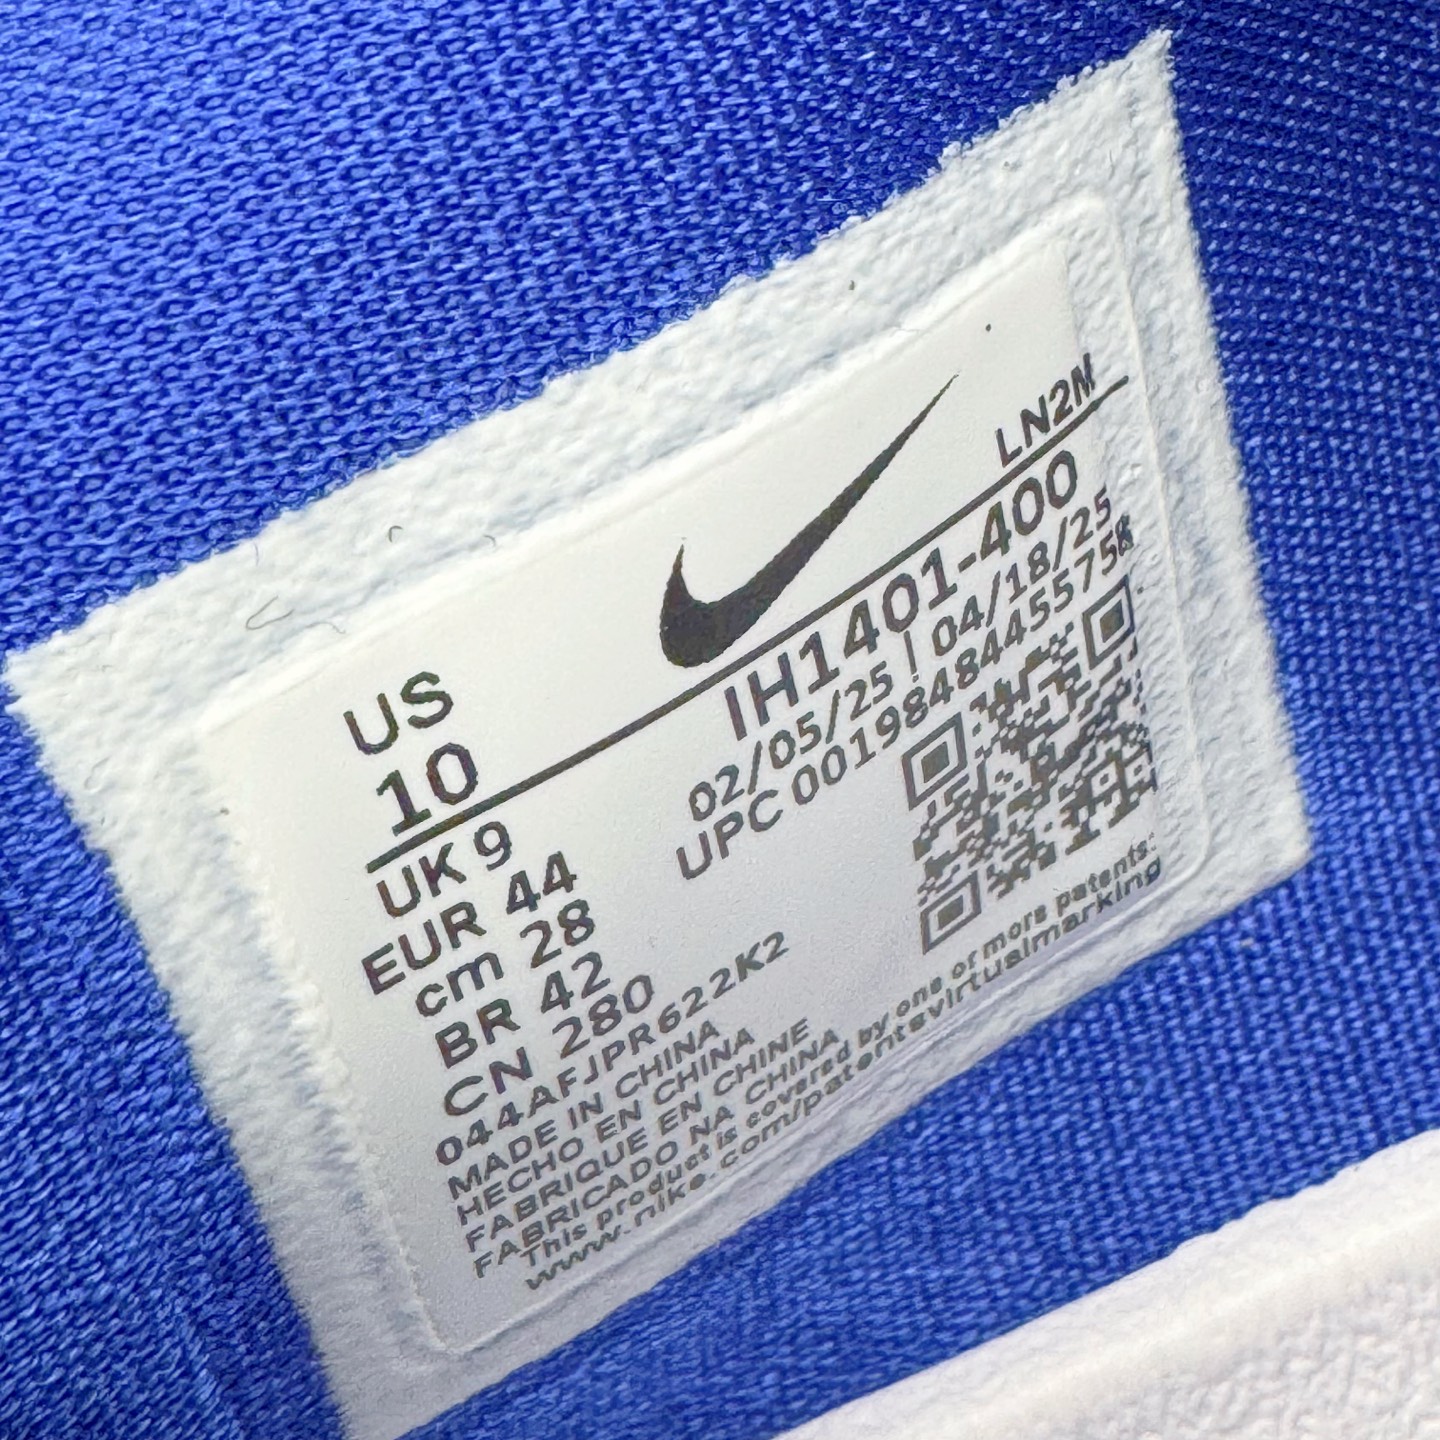 LN2M
US
10
IH1401-400
02/05/25 | 04/18/25
UPC 00198484455758
UK 9
EUR 44
cm 28
BR 42
CN 280
044AFJPR622K2
MADE IN CHINA
HECHO EN CHINA
FABRIQUE EN CHINE
FABRICADO NA CHINA
This product is covered by one or more patents:
www.nike.com/patentsvirtualmarking